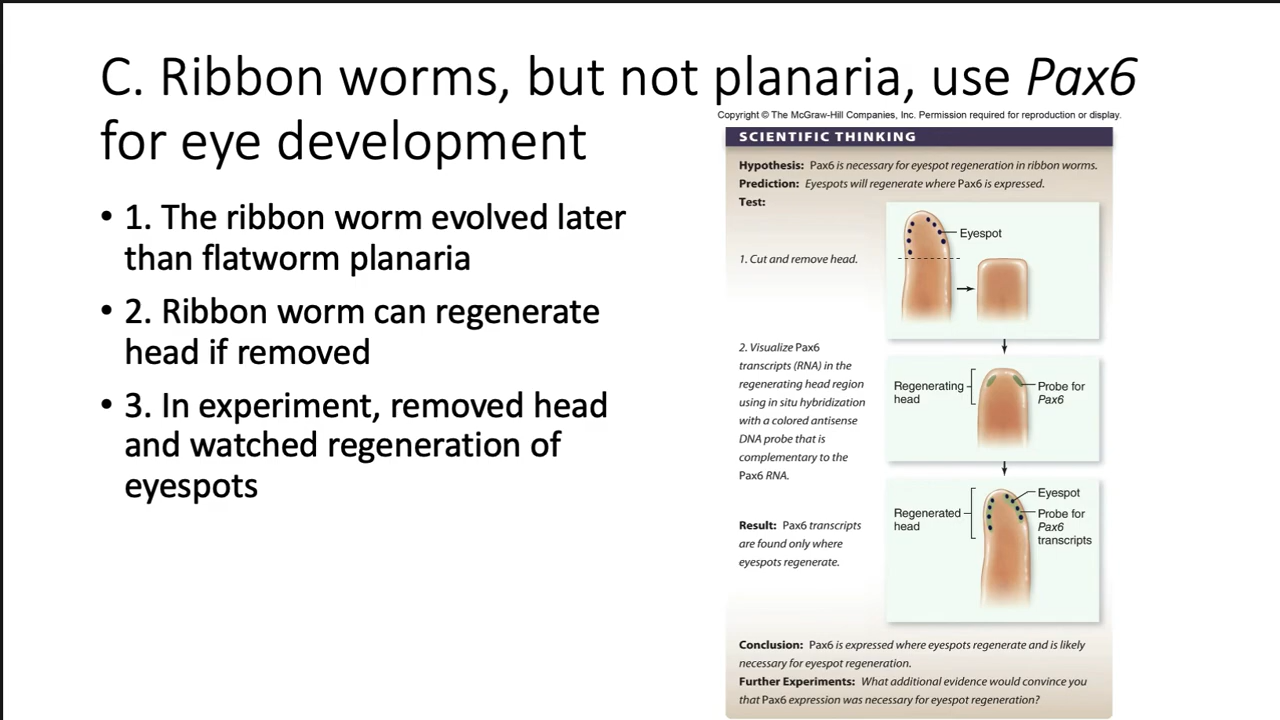 C. Ribbon worms, but not planaria, use Pax6
for eye development
• 1. The ribbon worm evolved later
than flatworm planaria
• 2. Ribbon worm can regenerate
head if removed
• 3. In experiment, removed head
and watched regeneration of
eyespots
Copyright © The McGraw-Hill Companies, Inc. Permission required for reproduction or display.
SCIENTIFIC THINKING
Hypothesis: Pax6 is necessary for eyespot regeneration in ribbon worms.
Prediction: Eyespots will regenerate where Pax6 is expressed.
Test:
Eyespot
1. Cut and remove head.
2. Visualize Pax6
transcripts (RNA) in the
regenerating head region
using in situ hybridization
with a colored antisense
DNA probe that is
complementary to the
Pax6 RNA.
Regenerating
head
Probe for
Pax6
Eyespot
Regenerated
head
Probe for
Pax6
transcripts
Result: Pax6 transcripts
are found only where
eyespots regenerate.
Conclusion: Pax6 is expressed where eyespots regenerate and is likely
necessary for eyespot regeneration.
Further Experiments: What additional evidence would convince you
that Pax6 expression was necessary for eyespot regeneration?